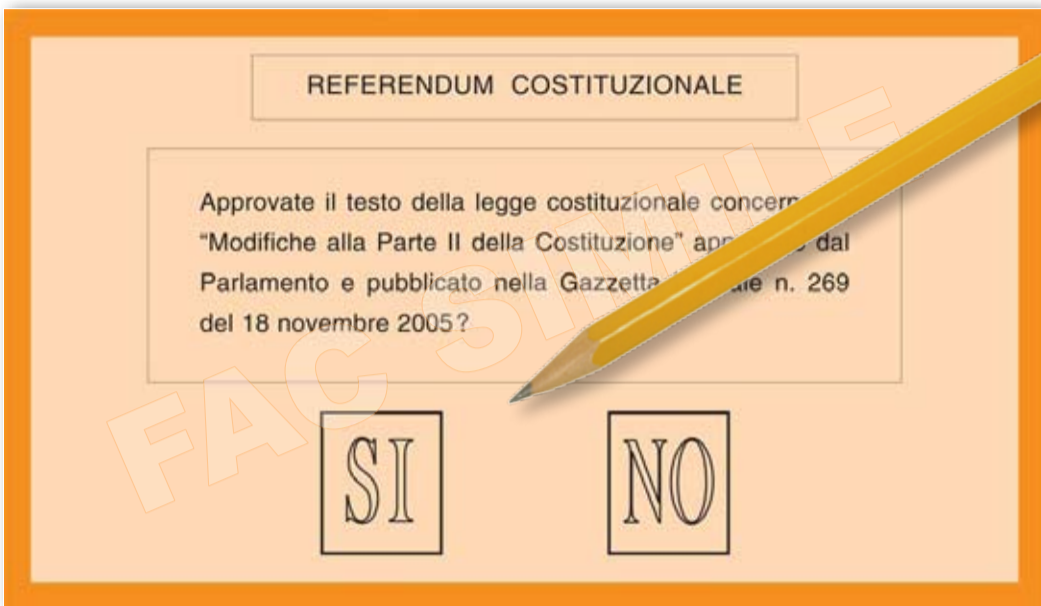 REFERENDUM COSTITUZIONALE
Approvate il testo della legge costituzionale
“Modifiche alla Parte II della Costituzione” dal
Parlamento e pubblicato nella Gazzetta n. 269
del 18 novembre 2005?
FAC SIMILE
SI NO